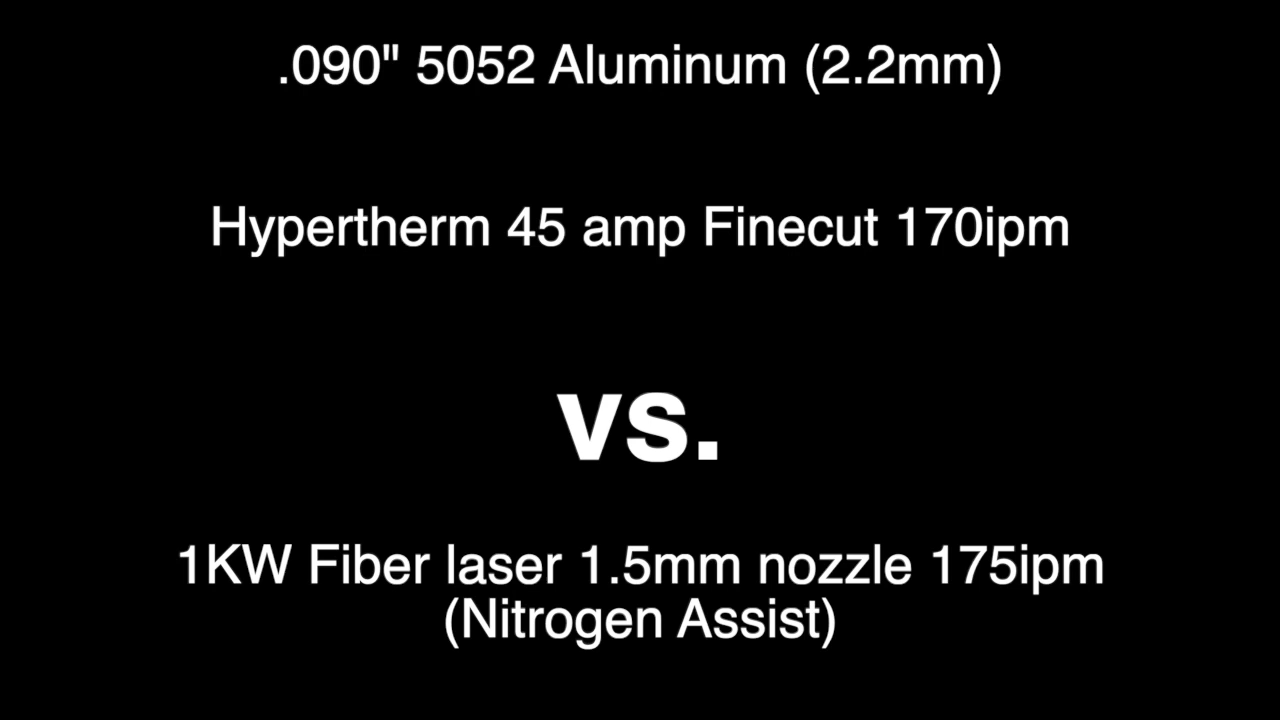 .090" 5052 Aluminum (2.2mm)
Hypertherm 45 amp Finecut 170ipm
vs.
1KW Fiber laser 1.5mm nozzle 175ipm
(Nitrogen Assist)